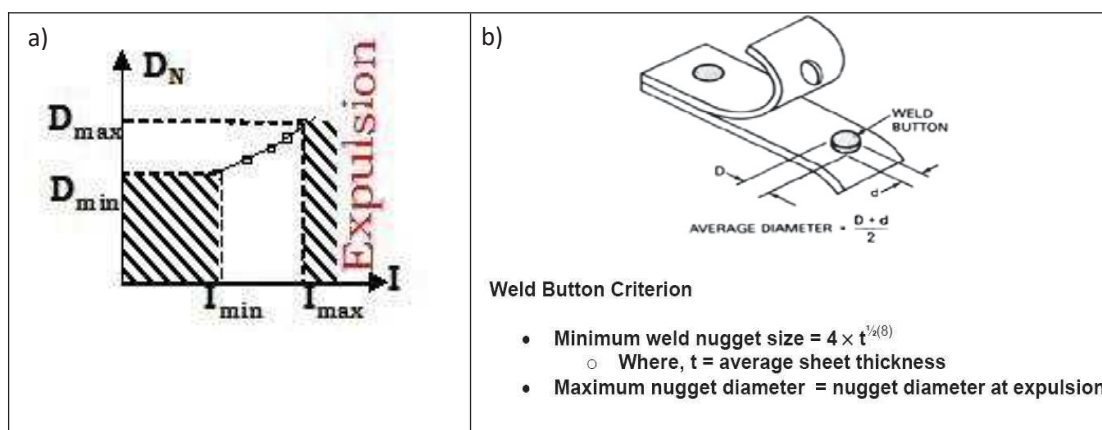 a)
D_N
D_max
D_min
I_min
I_max
I
Expulsion
b)
WELD
BUTTON
D
d
AVERAGE DIAMETER = D + d
2
Weld Button Criterion
• Minimum weld nugget size = 4 × t^½(8)
○ Where, t = average sheet thickness
• Maximum nugget diameter = nugget diameter at expulsion